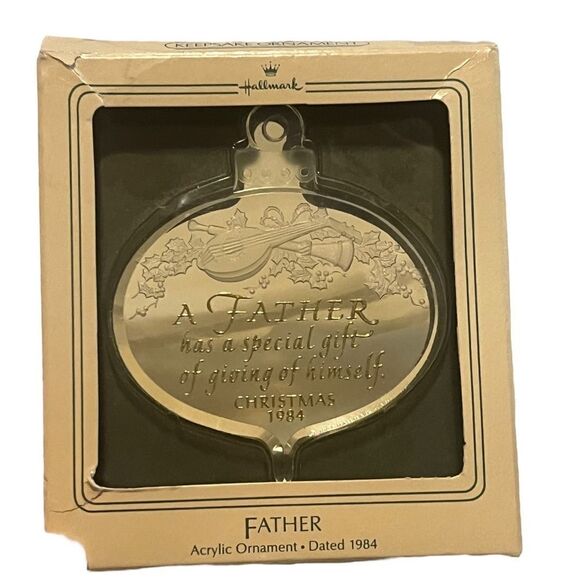 KEEPSAKE ORNAMENT
Hallmark
A FATHER
has a special gift
of giving of himself.
CHRISTMAS
1984
FATHER
Acrylic Ornament • Dated 1984